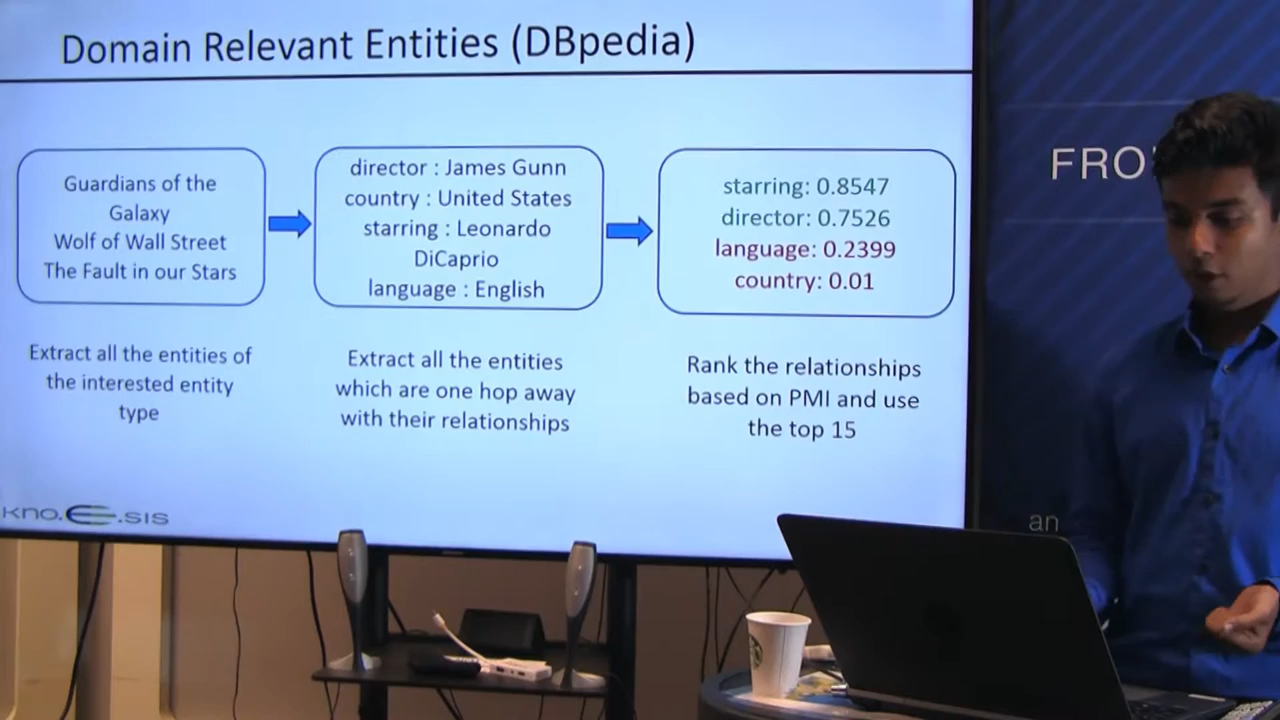 Domain Relevant Entities (DBpedia)
Guardians of the
Galaxy
Wolf of Wall Street
The Fault in our Stars
director : James Gunn
country : United States
starring : Leonardo
DiCaprio
language : English
starring: 0.8547
director: 0.7526
language: 0.2399
country: 0.01
Extract all the entities of
the interested entity
type
Extract all the entities
which are one hop away
with their relationships
Rank the relationships
based on PMI and use
the top 15
kno.e.sis
FRO
an